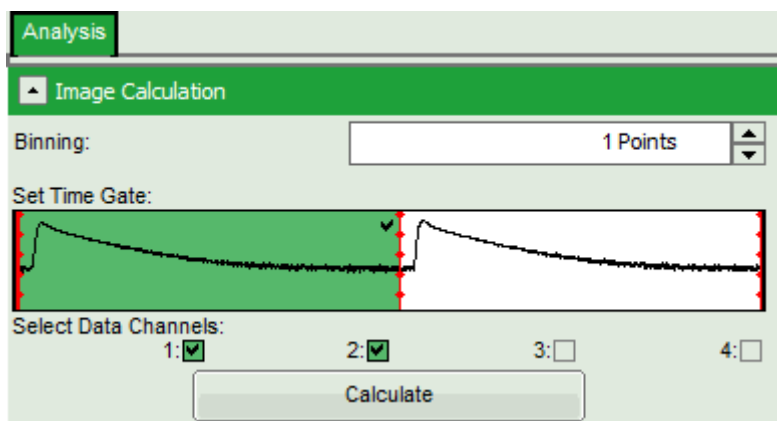 Analysis
Image Calculation
Binning: 1 Points
Set Time Gate:
Select Data Channels:
1: 2: 3: 4:
Calculate